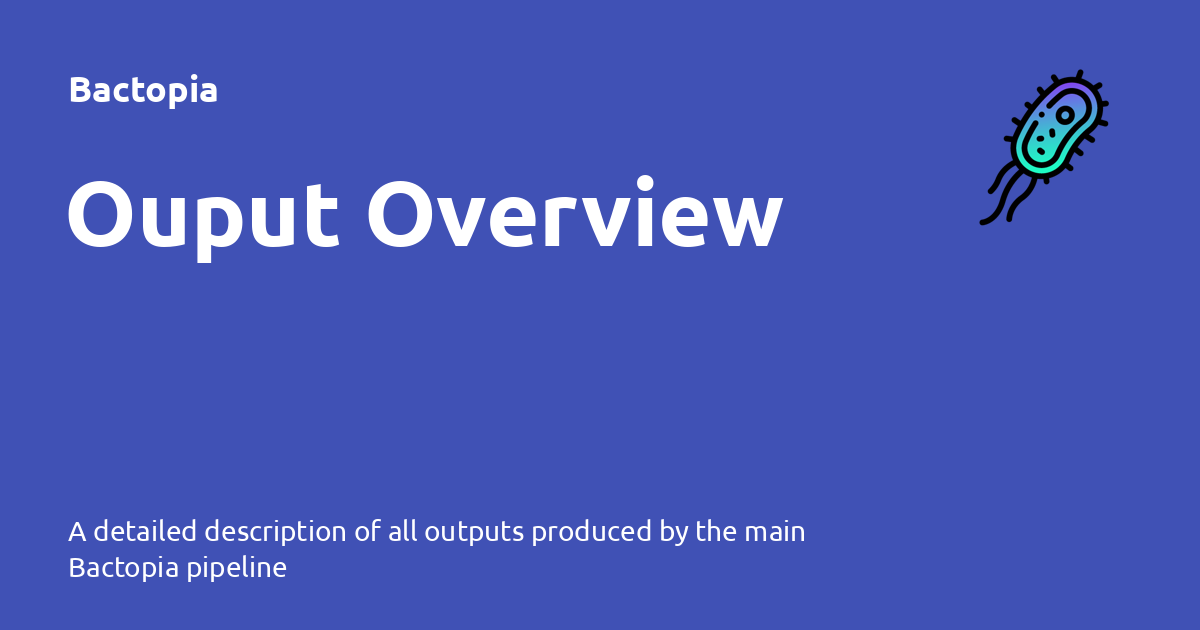 Bactopia
Ouput Overview
A detailed description of all outputs produced by the main
Bactopia pipeline